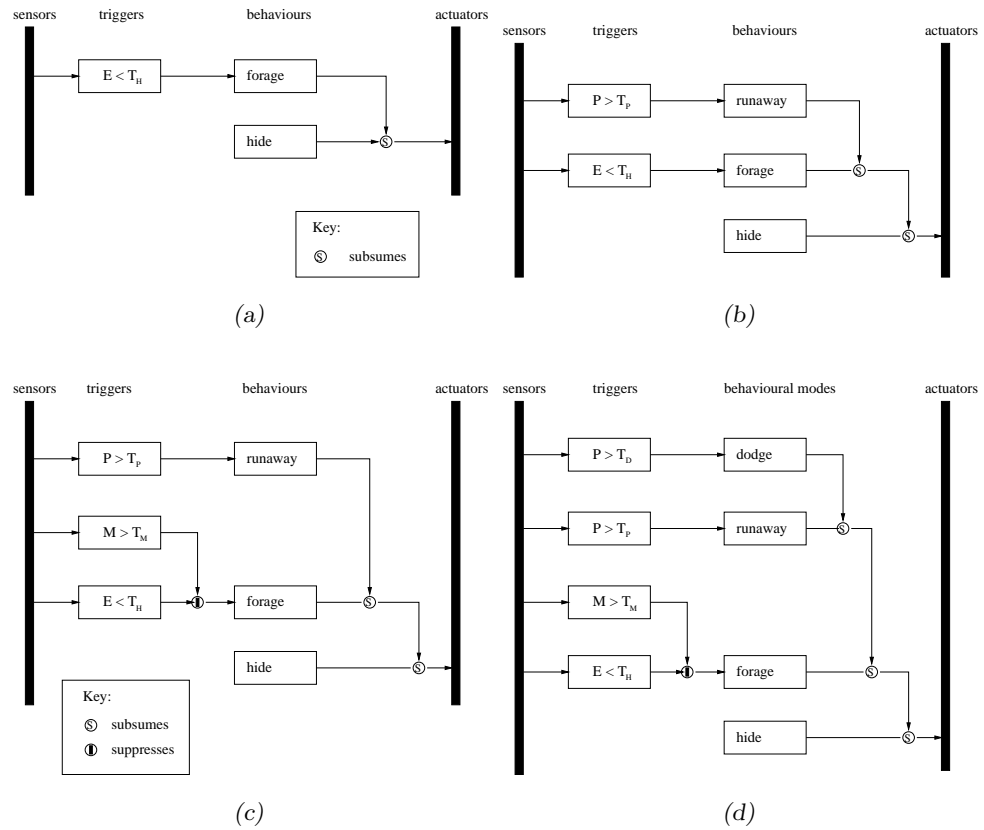 sensors triggers behaviours actuators
E < T_H forage
hide
Key:
S subsumes
(a)
sensors triggers behaviours actuators
P > T_P runaway
E < T_H forage
hide
S
S
(b)
sensors triggers behaviours actuators
P > T_P runaway
M > T_M
E < T_H forage
S
hide
S
Key:
S subsumes
suppresses
(c)
sensors triggers behavioural modes actuators
P > T_D dodge
P > T_P runaway
S
M > T_M
E < T_H forage
S
hide
S
(d)